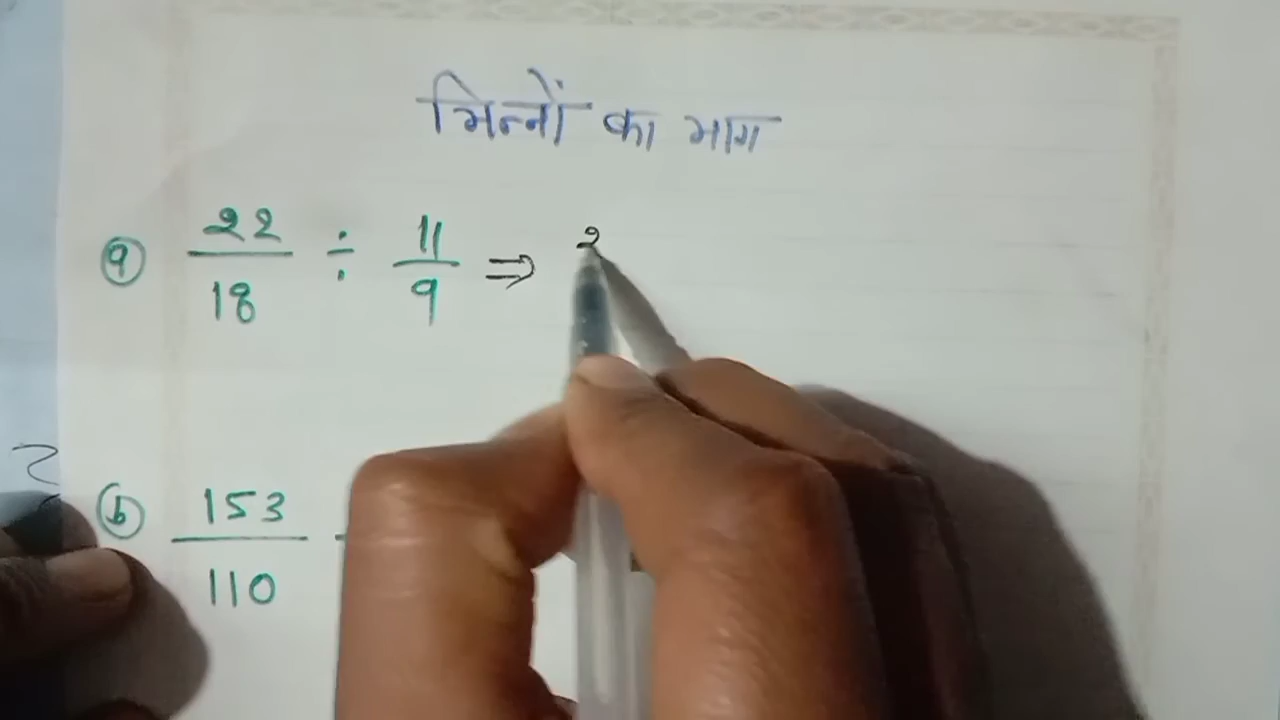 भिन्नों का भाग
(a) 22/18 ÷ 11/9 ⇒ 2
(b) 153/110